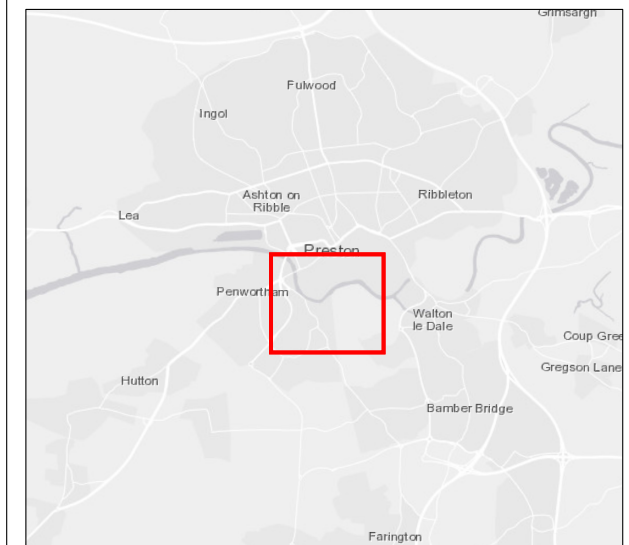 Grimsargh
Fulwood
Ingol
Ashton on
Ribble
Ribbleton
Lea
Preston
Penwortham
Walton
le Dale
Coup Gree
Gregson Lane
Hutton
Bamber Bridge
Farington